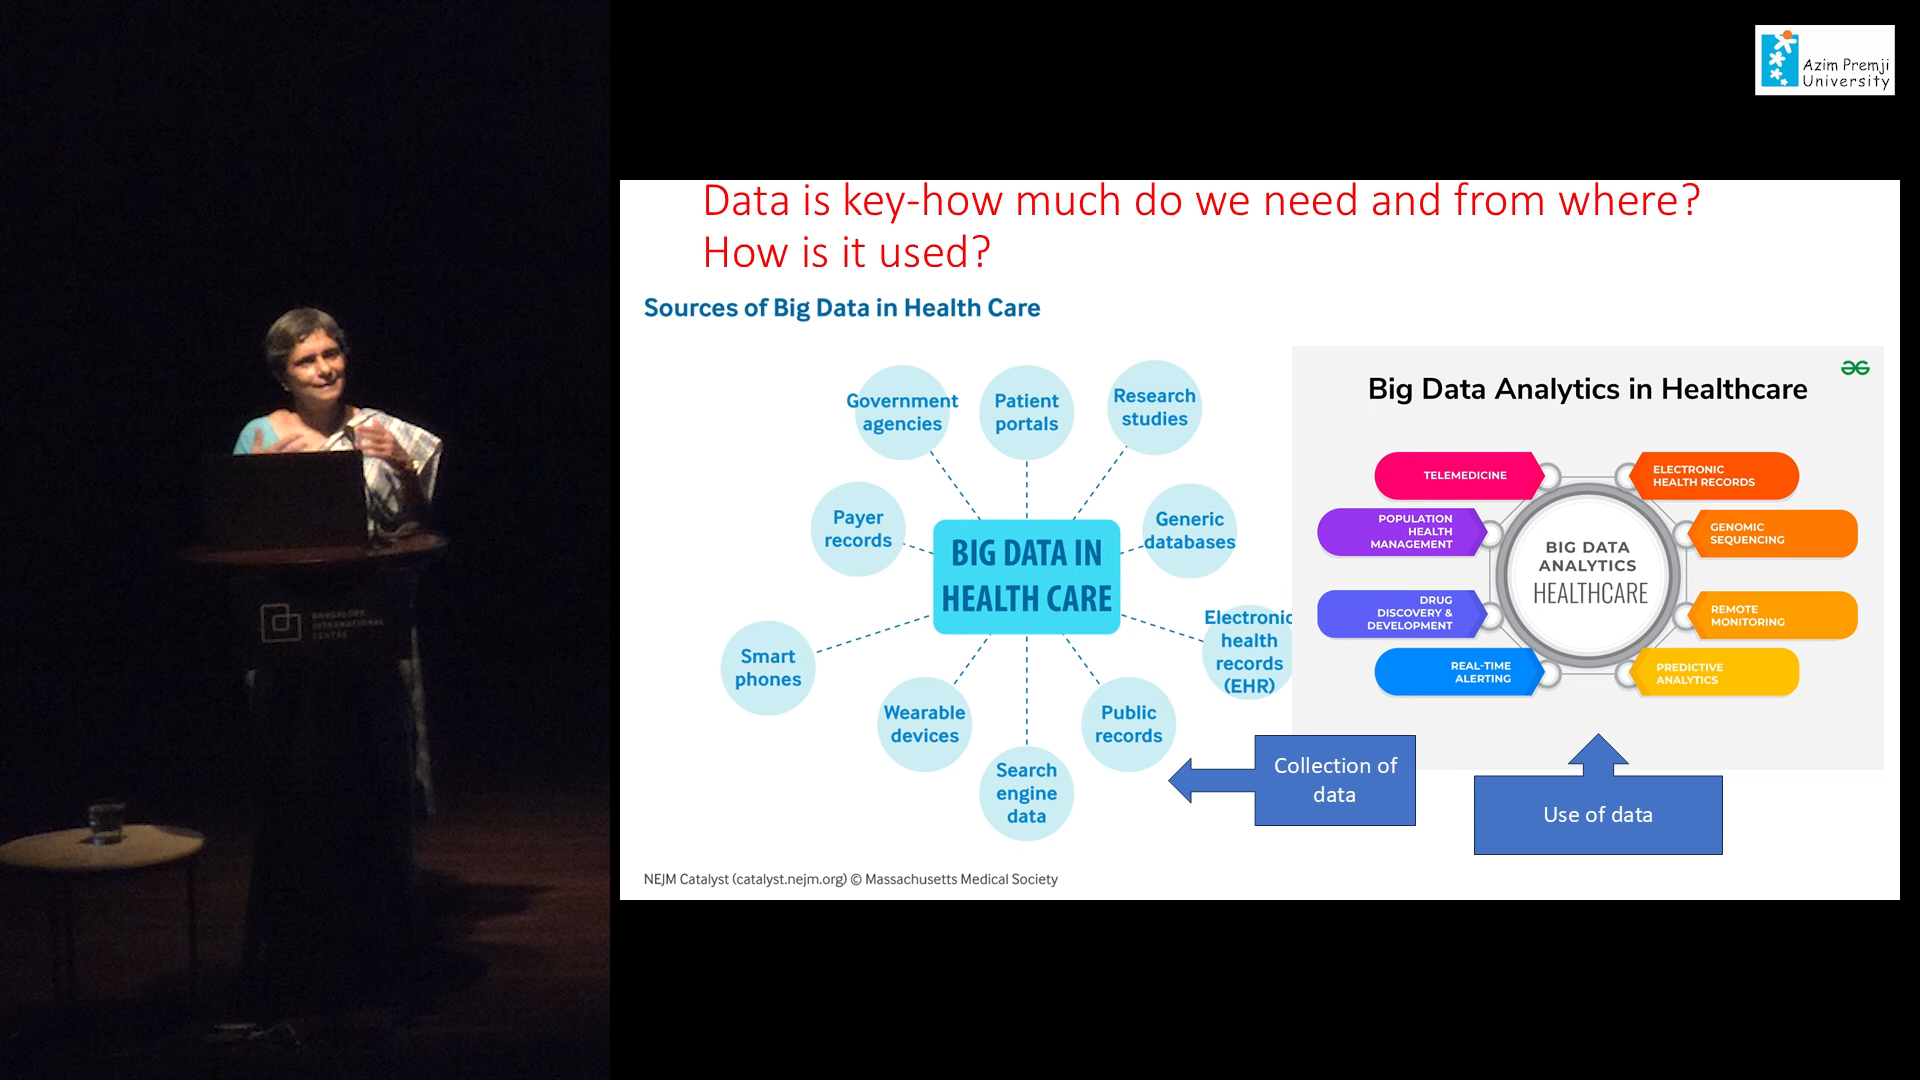 Azim Premji
University
Data is key-how much do we need and from where?
How is it used?
Sources of Big Data in Health Care
Government
agencies
Patient
portals
Research
studies
Payer
records
Generic
databases
BIG DATA IN
HEALTH CARE
Electronic
health
records
(EHR)
Smart
phones
Wearable
devices
Public
records
Search
engine
data
NEJM Catalyst (catalyst.nejm.org) © Massachusetts Medical Society
Big Data Analytics in Healthcare
TELEMEDICINE
ELECTRONIC
HEALTH RECORDS
POPULATION
HEALTH
MANAGEMENT
GENOMIC
SEQUENCING
BIG DATA
ANALYTICS
HEALTHCARE
DRUG
DISCOVERY &
DEVELOPMENT
REMOTE
MONITORING
REAL-TIME
ALERTING
PREDICTIVE
ANALYTICS
Collection of
data
Use of data
BANGALORE
INTERNATIONAL
CENTRE